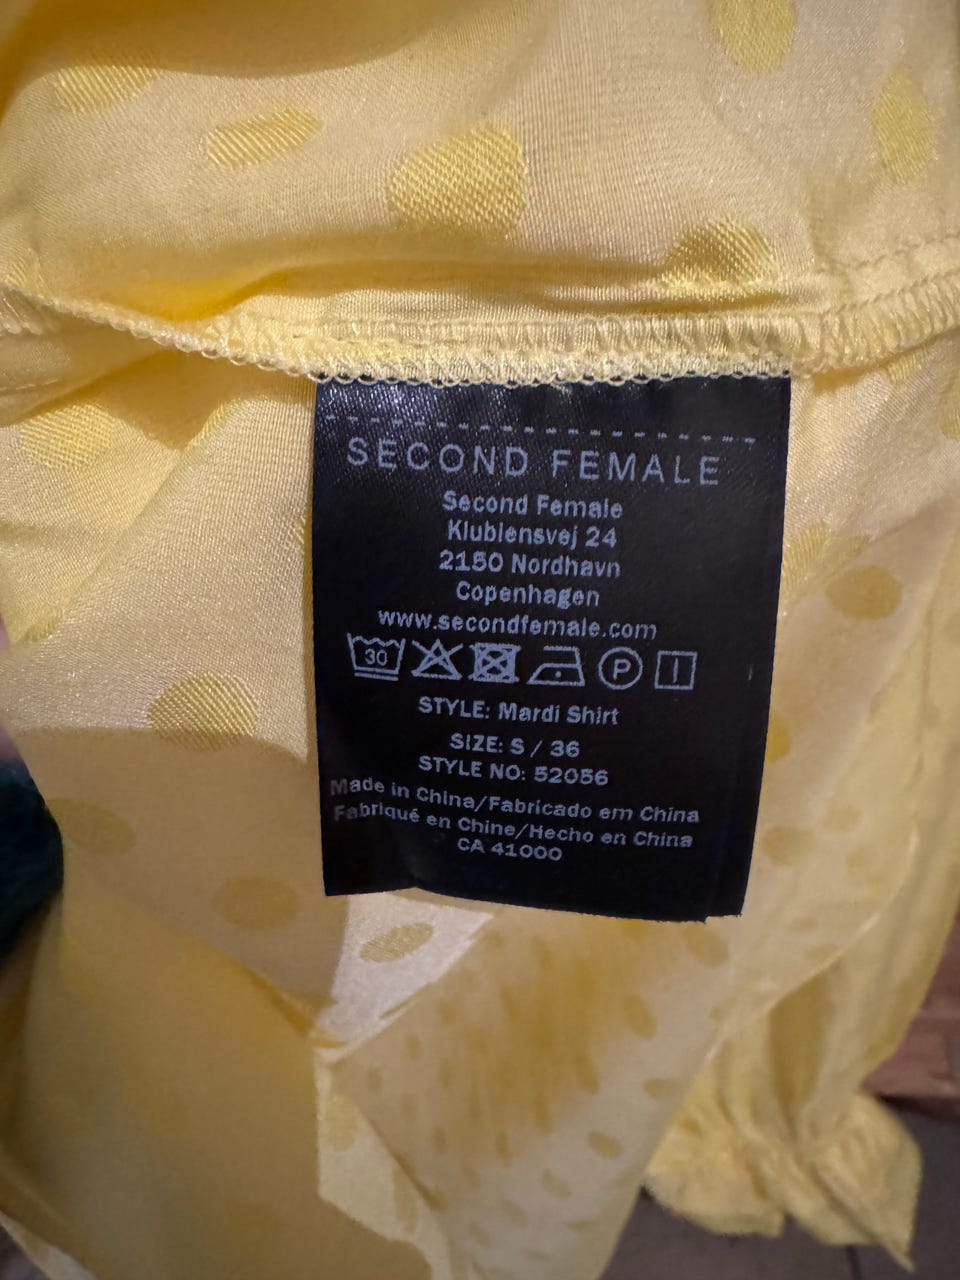 SECOND FEMALE
Second Female
Klubiensvej 24
2150 Nordhavn
Copenhagen
www.secondfemale.com
30 P
STYLE: Mardi Shirt
SIZE: S / 36
STYLE NO: 52056
Made in China/Fabricado em China
Fabriqué en Chine/Hecho en China
CA 41000